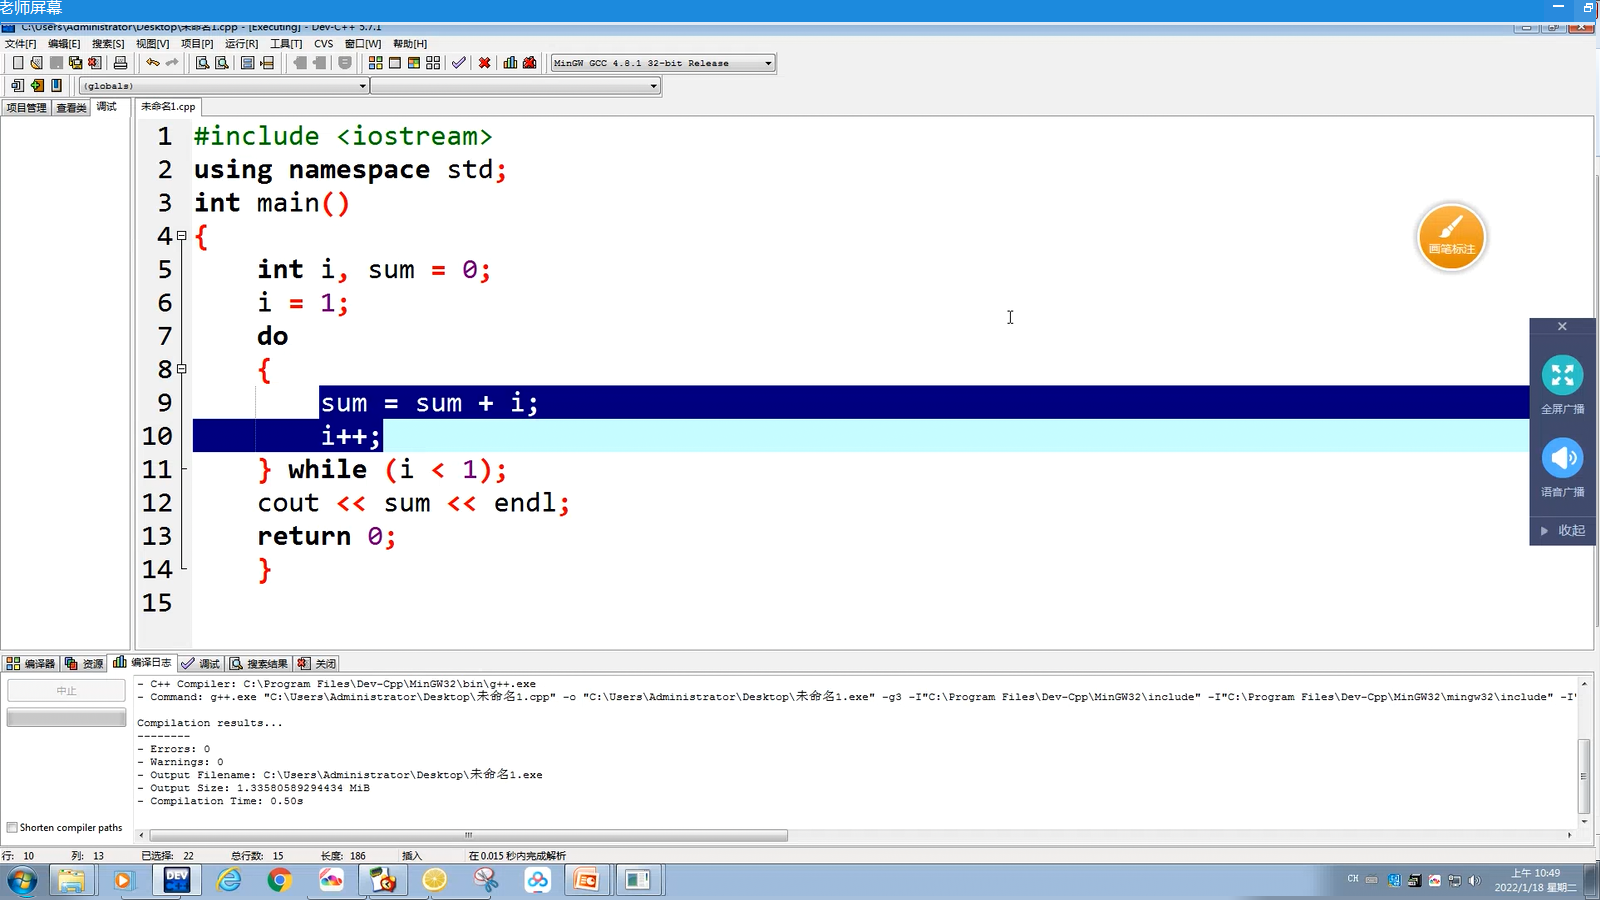 老师屏幕
C:\Users\Administrator\Desktop\未命名1.cpp - [Executing] - Dev-C++ 5.7.1
文件[F] 编辑[E] 搜索[S] 视图[V] 项目[P] 运行[R] 工具[T] CVS 窗口[W] 帮助[H]
MinGW GCC 4.8.1 32-bit Release
(globals)
项目管理 查看类 调试 未命名1.cpp
1 #include <iostream>
2 using namespace std;
3 int main()
4 {
5 int i, sum = 0;
6 i = 1;
7 do
8 {
9 sum = sum + i;
10 i++;
11 } while (i < 1);
12 cout << sum << endl;
13 return 0;
14 }
15
画笔标注
全屏广播
语音广播
收起
编译器 资源 编译日志 调试 搜索结果 关闭
中止
- C++ Compiler: C:\Program Files\Dev-Cpp\MinGW32\bin\g++.exe
- Command: g++.exe "C:\Users\Administrator\Desktop\未命名1.cpp" -o "C:\Users\Administrator\Desktop\未命名1.exe" -g3 -I"C:\Program Files\Dev-Cpp\MinGW32\include" -I"C:\Program Files\Dev-Cpp\MinGW32\mingw32\include" -I"
Compilation results...
--------
- Errors: 0
- Warnings: 0
- Output Filename: C:\Users\Administrator\Desktop\未命名1.exe
- Output Size: 1.33580589294434 MiB
- Compilation Time: 0.50s
Shorten compiler paths
行: 10 列: 13 已选择: 22 总行数: 15 长度: 186 插入 在 0.015 秒内完成解析
DEV
CH
上午 10:49
2022/1/18 星期二